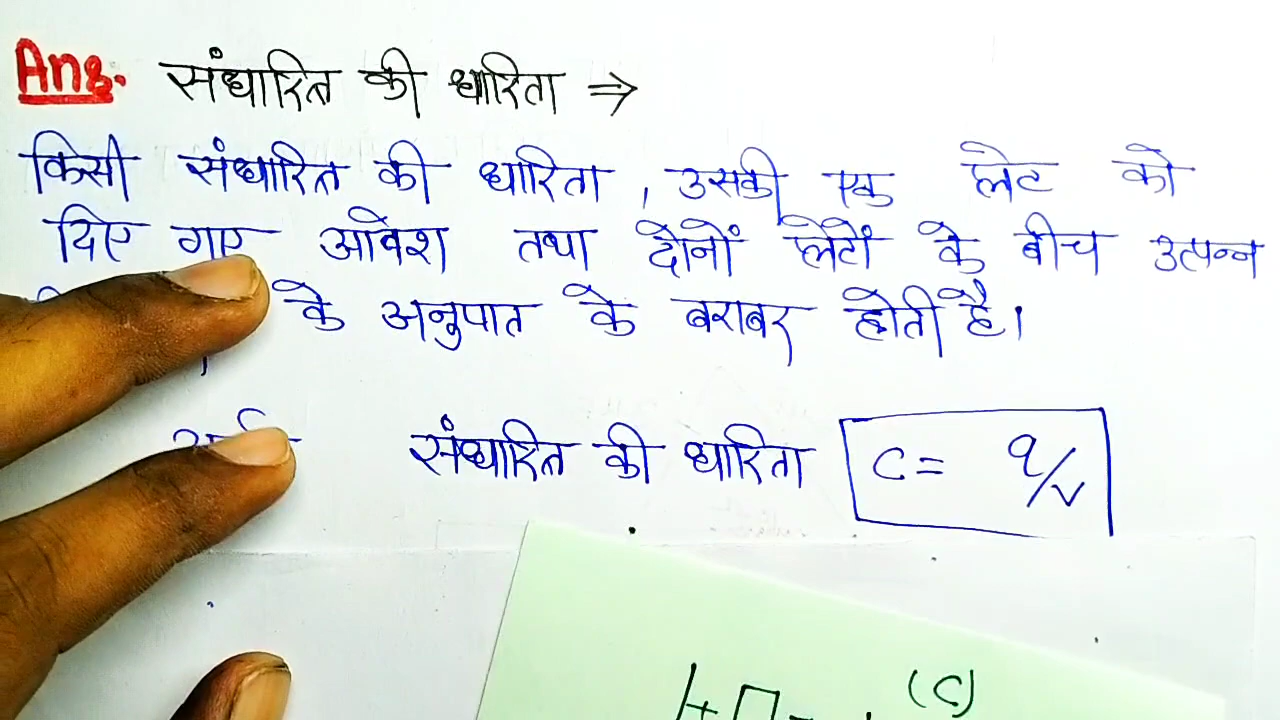 Ans. संधारित की धारिता ⇒
किसी संधारित की धारिता, उसकी एक प्लेट को
दिए गए आवेश तथा दोनों प्लेटों के बीच उत्पन्न
के अनुपात के बराबर होती है।
संधारित की धारिता C = q/v
(C)